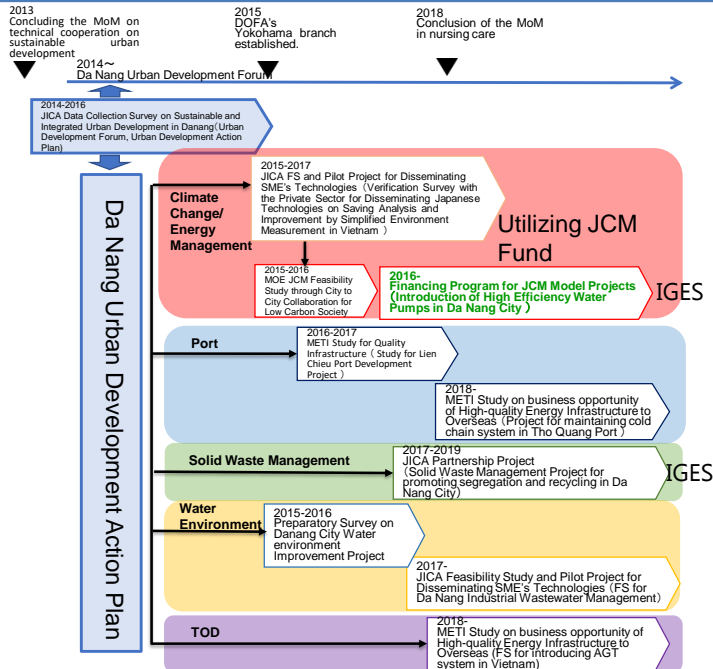 2013
Concluding the MoM on
technical cooperation on
sustainable urban
development
2015
DOFA's
Yokohama branch
established.
2018
Conclusion of the MoM
in nursing care
2014～
Da Nang Urban Development Forum
2014-2016
JICA Data Collection Survey on Sustainable and
Integrated Urban Development in Danang（Urban
Development Forum, Urban Development Action
Plan)
Da Nang Urban Development Action Plan
Climate
Change/
Energy
Management
2015-2017
JICA FS and Pilot Project for Disseminating
SME's Technologies（Verification Survey with
the Private Sector for Disseminating Japanese
Technologies on Saving Analysis and
Improvement by Simplified Environment
Measurement in Vietnam）
Utilizing JCM
Fund
2015-2016
MOE JCM Feasibility
Study through City to
City Collaboration for
Low Carbon Society
2016-
Financing Program for JCM Model Projects
（Introduction of High Efficiency Water
Pumps in Da Nang City）
IGES
Port
2016-2017
METI Study for Quality
Infrastructure（Study for Lien
Chieu Port Development
Project）
2018-
METI Study on business opportunity
of High-quality Energy Infrastructure to
Overseas (Project for maintaining cold
chain system in Tho Quang Port）
Solid Waste Management
2017-2019
JICA Partnership Project
(Solid Waste Management Project for
promoting segregation and recycling in Da
Nang City)
IGES
Water
Environment
2015-2016
Preparatory Survey on
Danang City Water
environment
Improvement Project
2017-
JICA Feasibility Study and Pilot Project for
Disseminating SME's Technologies（FS for
Da Nang Industrial Wastewater Management）
TOD
2018-
METI Study on business opportunity of
High-quality Energy Infrastructure to
Overseas (FS for introducing AGT
system in Vietnam)